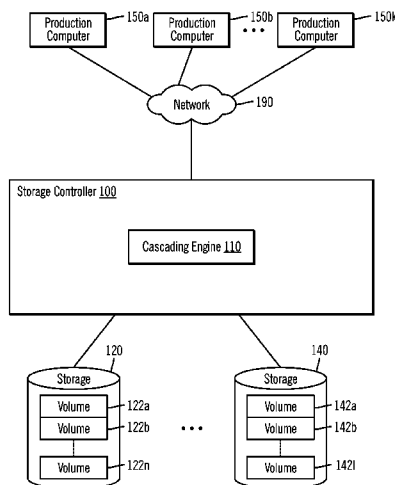 150a 150b 150k
Production Computer
Production Computer
•••
Production Computer
Network 190
Storage Controller 100
Cascading Engine 110
120 140
Storage Storage
Volume 122a Volume 142a
Volume 122b ••• Volume 142b
Volume 122n Volume 142l